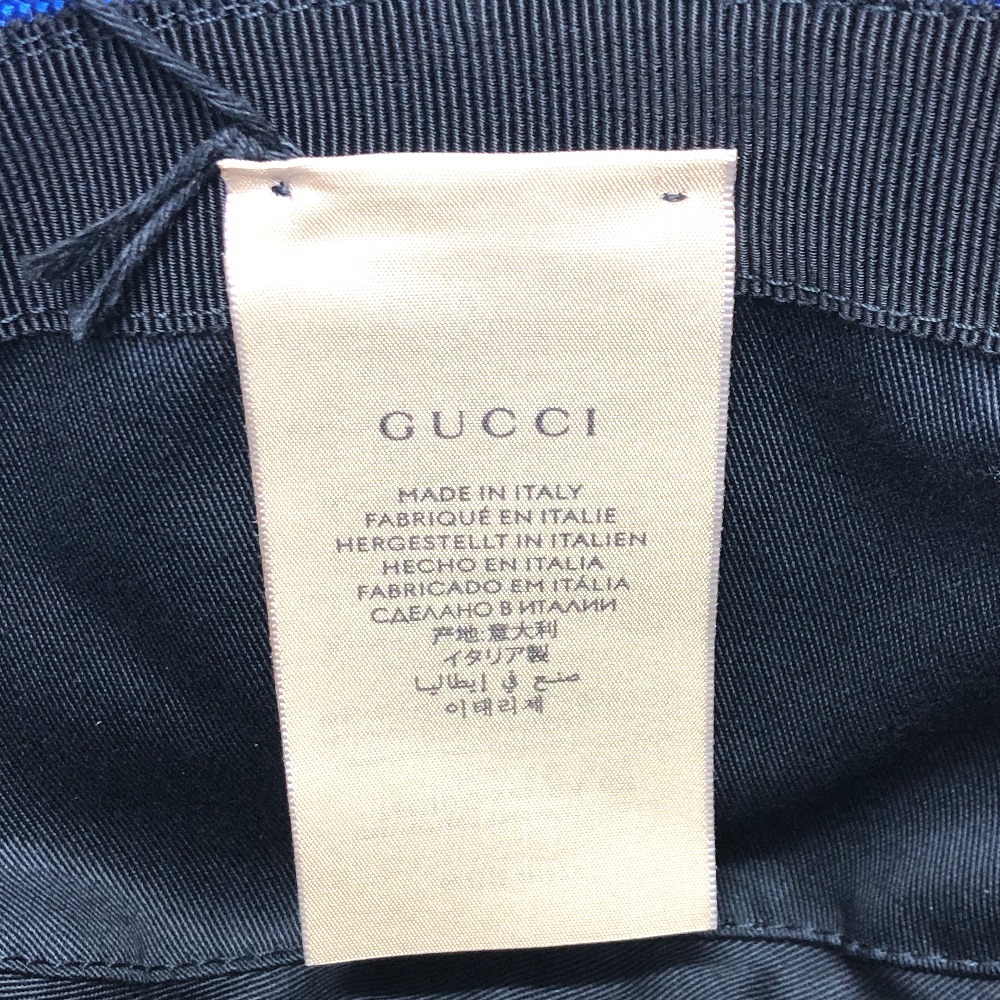 GUCCI
MADE IN ITALY
FABRIQUÉ EN ITALIE
HERGESTELLT IN ITALIEN
HECHO EN ITALIA
FABRICADO EM ITÁLIA
СДЕЛАНО В ИТАЛИИ
产地:意大利
イタリア製
صنع في إيطاليا
이태리제